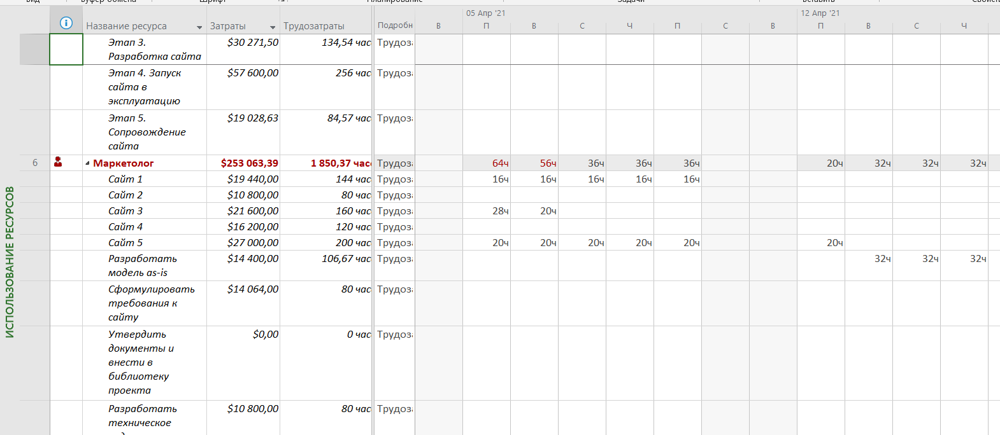 Планирование
Задачи
Вставить
05 Апр '21 12 Апр '21
Название ресурса Затраты Трудозатраты Подробн В П В С Ч П С В П В С Ч
Этап 3. $30 271,50 134,54 час Трудоз
Разработка сайта
Этап 4. Запуск $57 600,00 256 час Трудоз
сайта в
эксплуатацию
Этап 5. $19 028,63 84,57 час Трудоз
Сопровождение
сайта
6 Маркетолог $253 063,39 1 850,37 час Трудоз 64ч 56ч 36ч 36ч 36ч 20ч 32ч 32ч 32ч
Сайт 1 $19 440,00 144 час Трудоз 16ч 16ч 16ч 16ч 16ч
Сайт 2 $10 800,00 80 час Трудоз
Сайт 3 $21 600,00 160 час Трудоз 28ч 20ч
Сайт 4 $16 200,00 120 час Трудоз
Сайт 5 $27 000,00 200 час Трудоз 20ч 20ч 20ч 20ч 20ч 20ч
Разработать $14 400,00 106,67 час Трудоз 32ч 32ч 32ч
модель as-is
Сформулировать $14 064,00 80 час Трудоз
требования к
сайту
Утвердить $0,00 0 час Трудоз
документы и
внести в
библиотеку
проекта
Разработать $10 800,00 80 час Трудоз
техническое
ИСПОЛЬЗОВАНИЕ РЕСУРСОВ